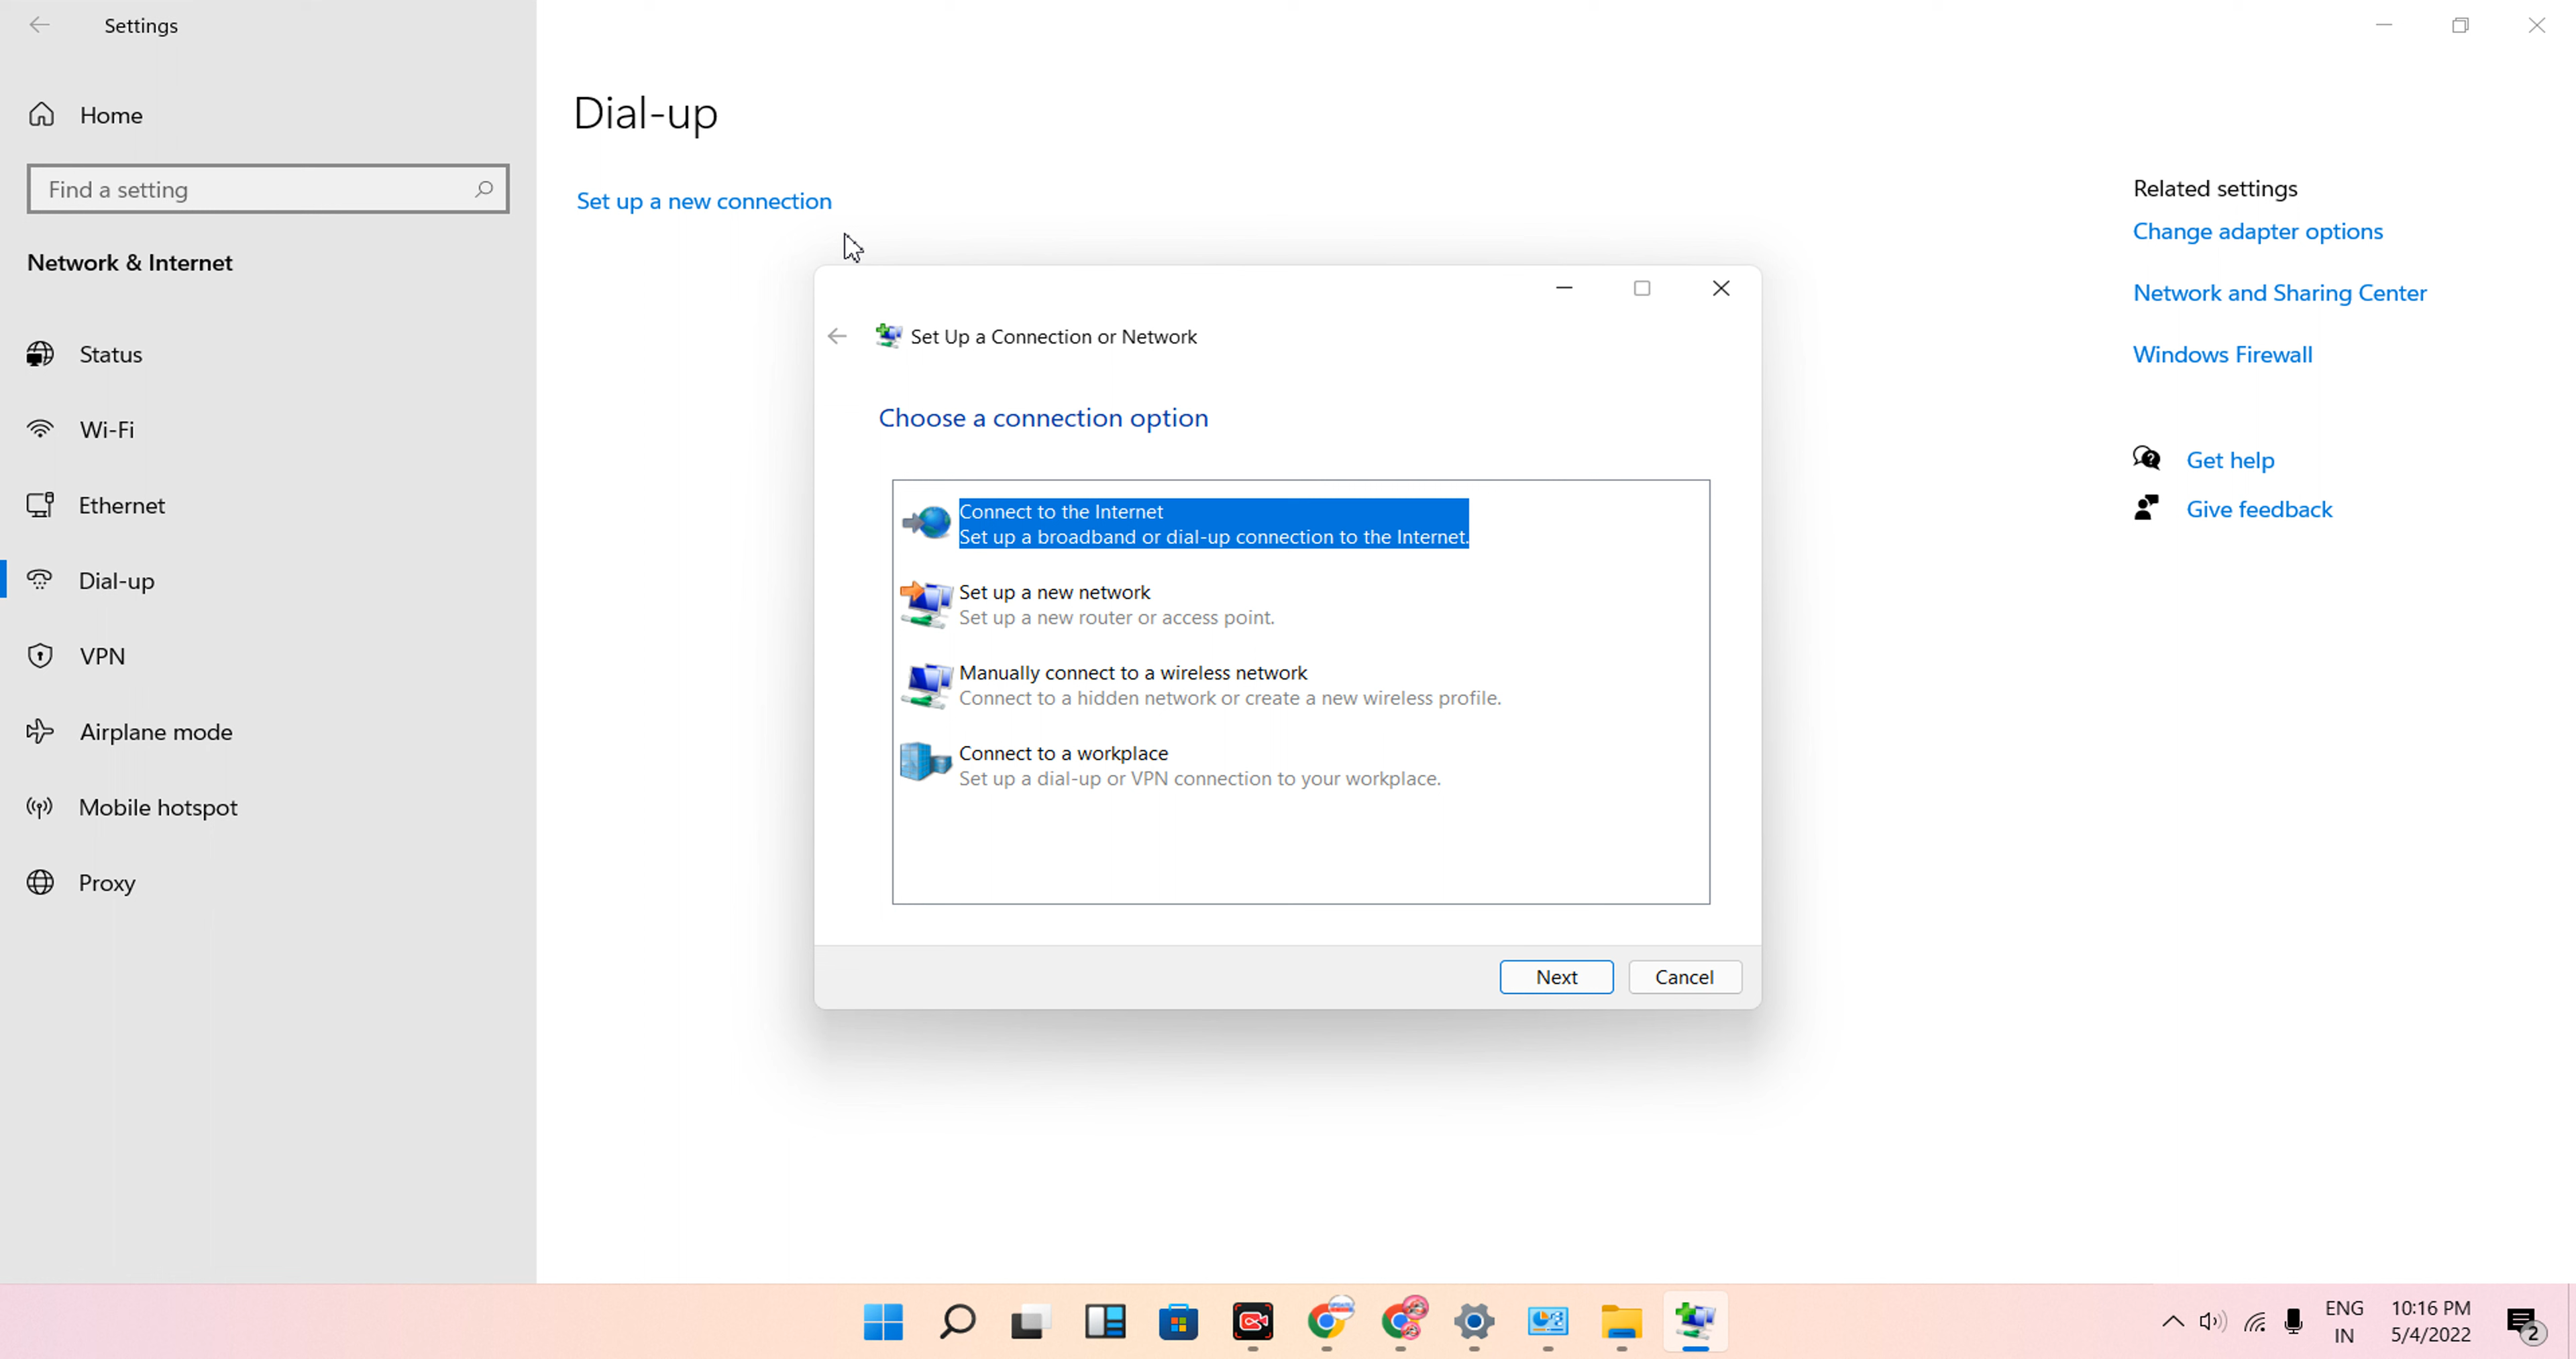 Settings
Home
Find a setting
Network & Internet
Status
Wi-Fi
Ethernet
Dial-up
VPN
Airplane mode
Mobile hotspot
Proxy
Dial-up
Set up a new connection
Related settings
Change adapter options
Network and Sharing Center
Windows Firewall
Get help
Give feedback
Set Up a Connection or Network
Choose a connection option
Connect to the Internet
Set up a broadband or dial-up connection to the Internet.
Set up a new network
Set up a new router or access point.
Manually connect to a wireless network
Connect to a hidden network or create a new wireless profile.
Connect to a workplace
Set up a dial-up or VPN connection to your workplace.
Next
Cancel
ENG
IN
10:16 PM
5/4/2022
2